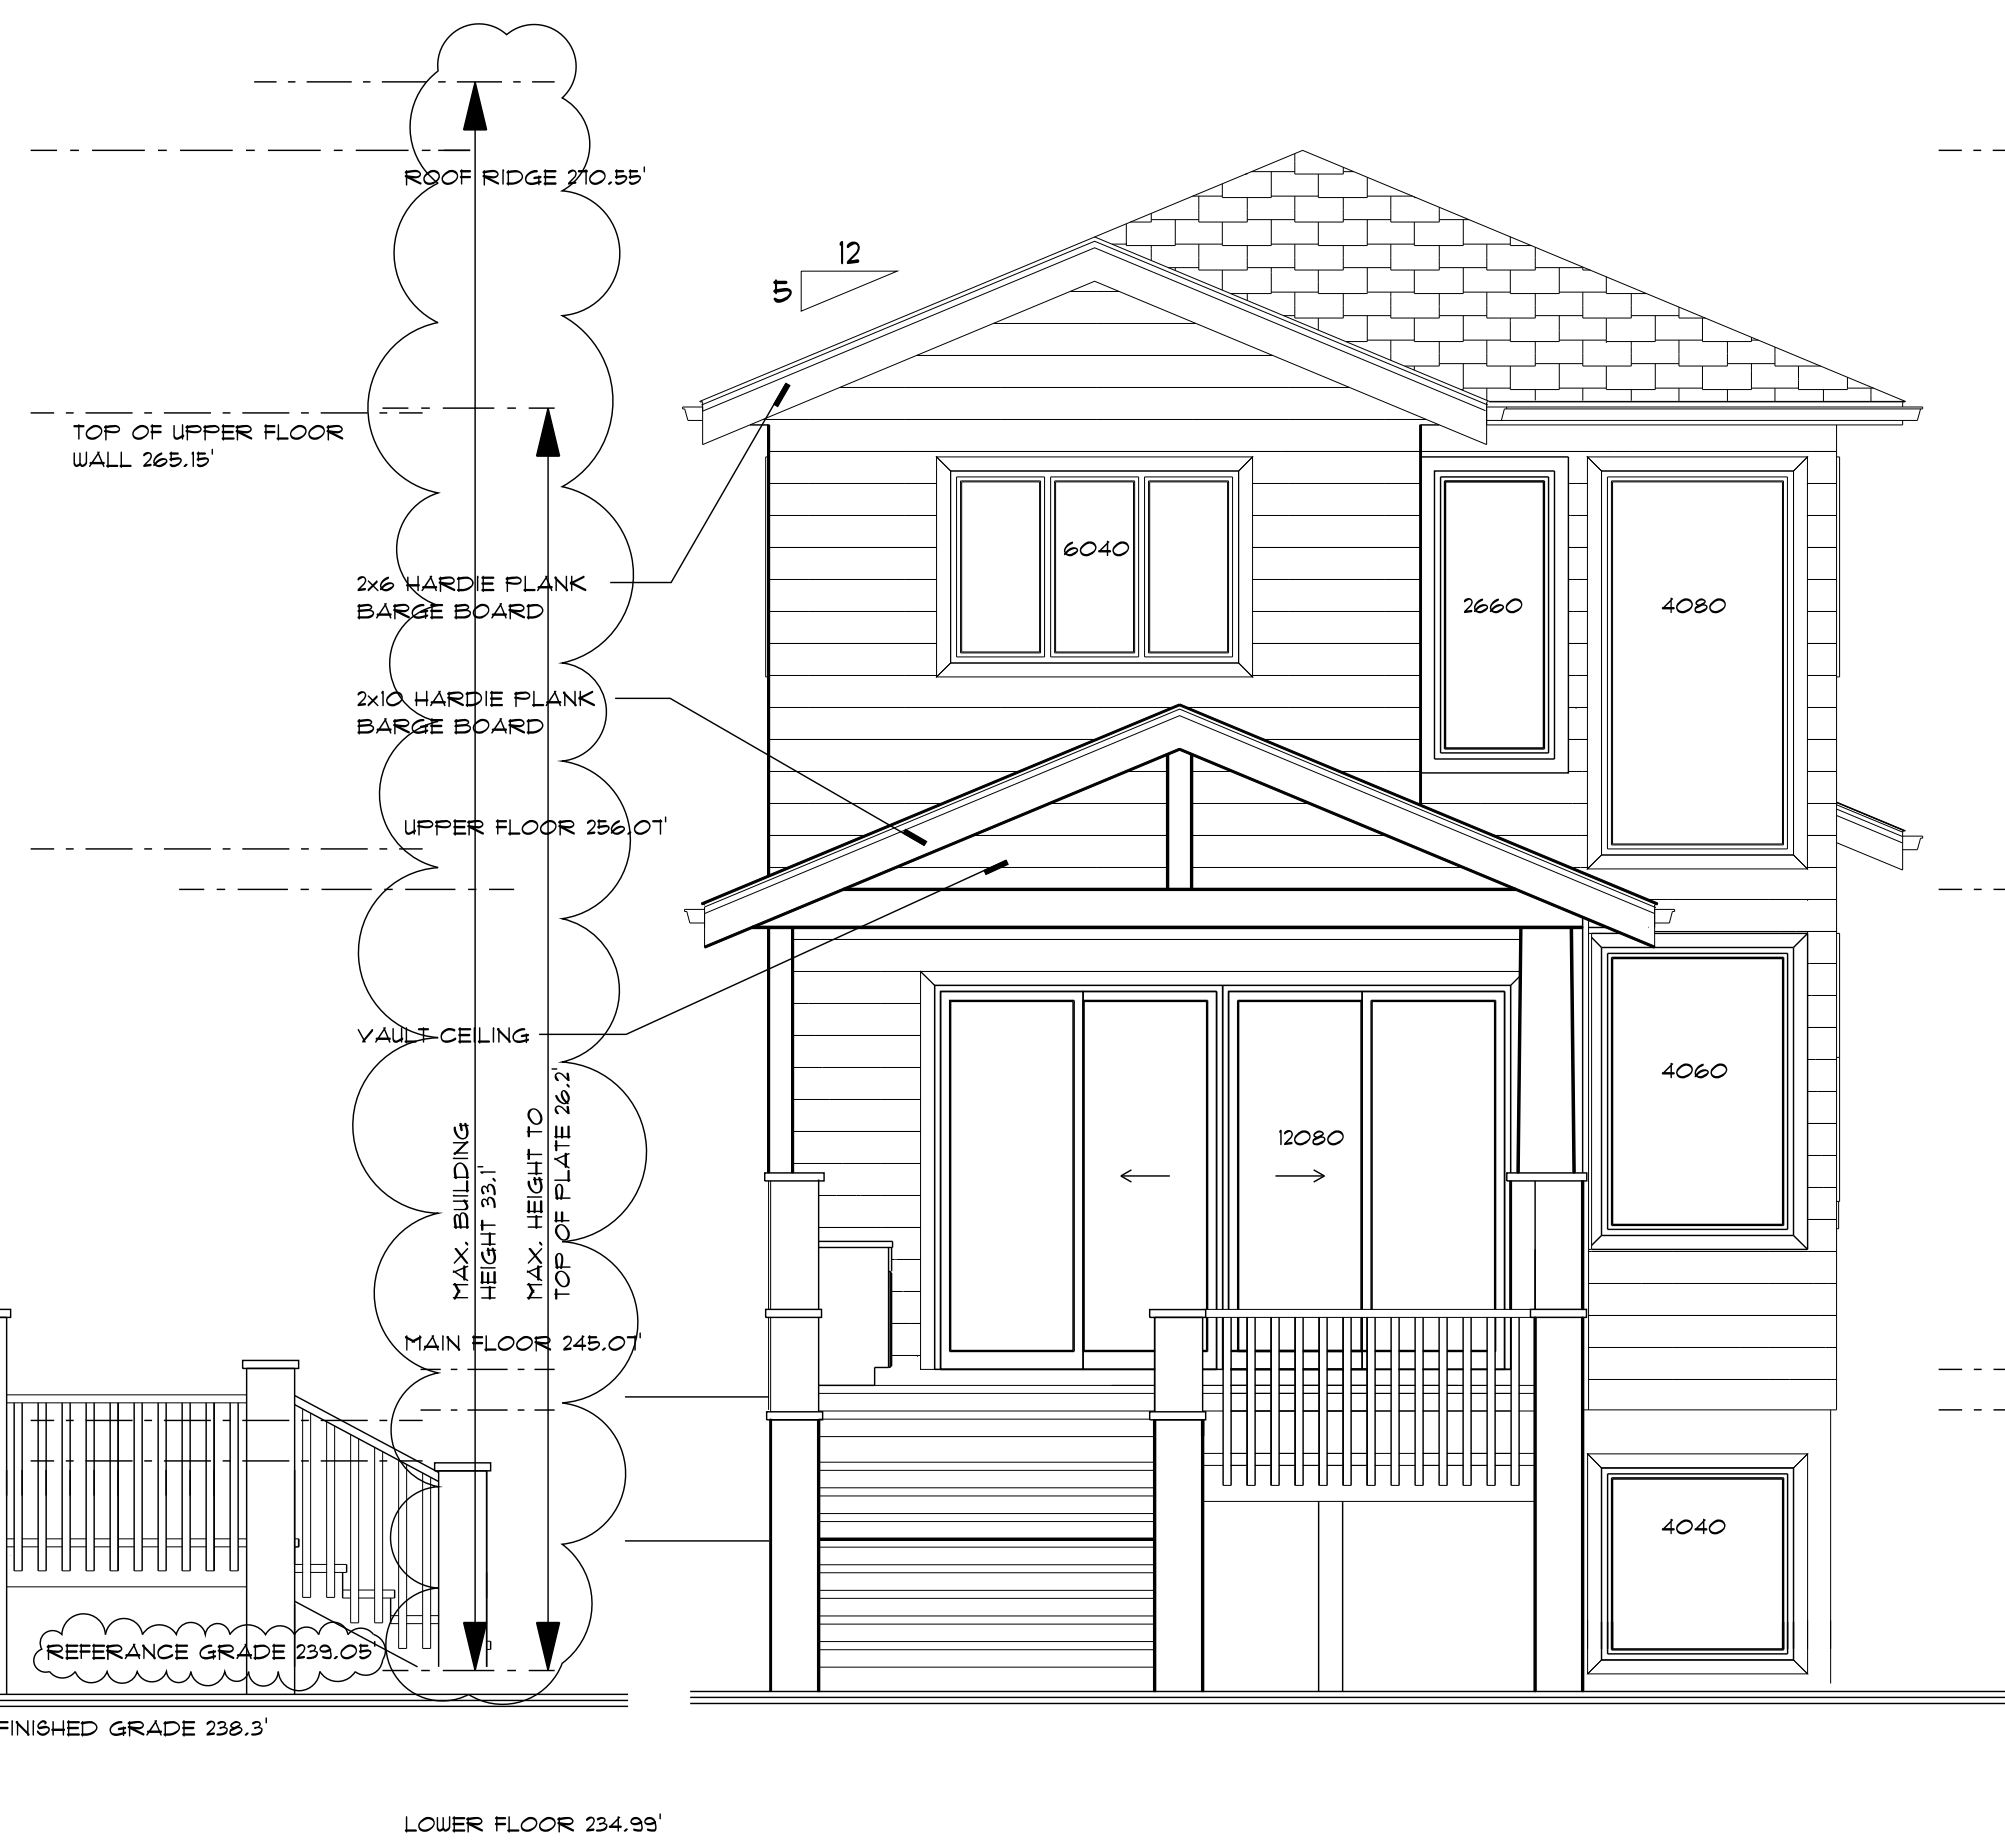 ROOF RIDGE 270.55'
12
5
TOP OF UPPER FLOOR
WALL 265.15'
6040
2x6 HARDIE PLANK
BARGE BOARD
2660
4080
2x10 HARDIE PLANK
BARGE BOARD
UPPER FLOOR 256.07'
VAULT CEILING
4060
MAX. BUILDING
HEIGHT 33.1'
MAX. HEIGHT TO
TOP OF PLATE 26.2'
12080
MAIN FLOOR 245.07'
4040
REFERANCE GRADE 239.05'
FINISHED GRADE 238.3'
LOWER FLOOR 234.99'